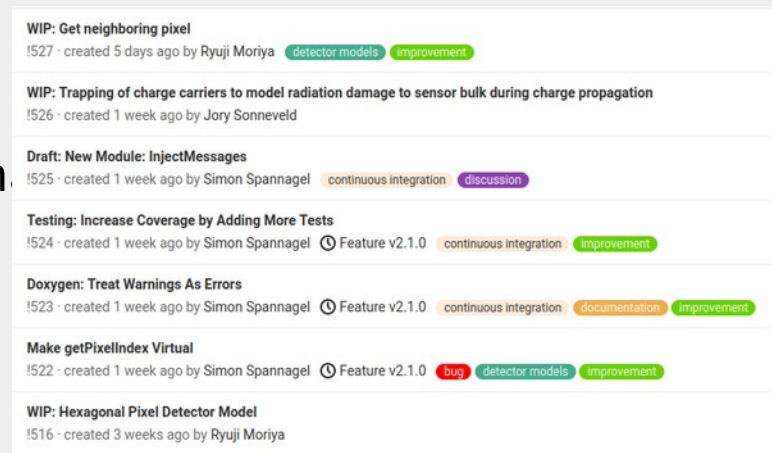 WIP: Get neighboring pixel
!527 · created 5 days ago by Ryuji Moriya detector models improvement
WIP: Trapping of charge carriers to model radiation damage to sensor bulk during charge propagation
!526 · created 1 week ago by Jory Sonneveld
Draft: New Module: InjectMessages
!525 · created 1 week ago by Simon Spannagel continuous integration discussion
Testing: Increase Coverage by Adding More Tests
!524 · created 1 week ago by Simon Spannagel Feature v2.1.0 continuous integration improvement
Doxygen: Treat Warnings As Errors
!523 · created 1 week ago by Simon Spannagel Feature v2.1.0 continuous integration documentation improvement
Make getPixelIndex Virtual
!522 · created 1 week ago by Simon Spannagel Feature v2.1.0 bug detector models improvement
WIP: Hexagonal Pixel Detector Model
!516 · created 3 weeks ago by Ryuji Moriya